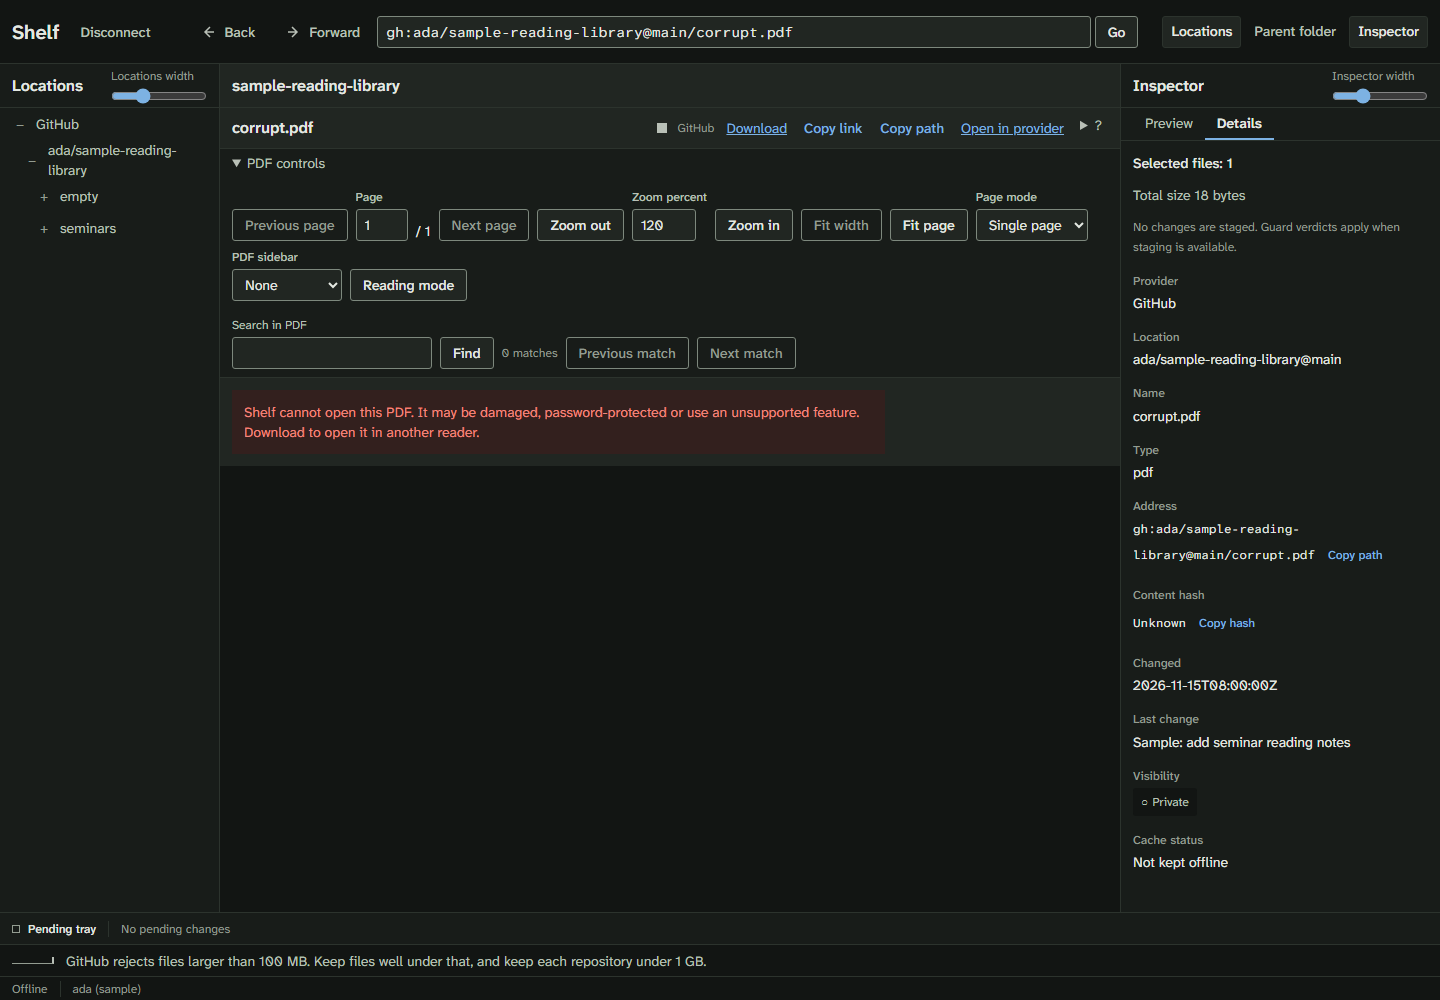 Shelf
Disconnect
Back
Forward
gh:ada/sample-reading-library@main/corrupt.pdf
Go
Locations
Parent folder
Inspector
Locations
Locations width
GitHub
ada/sample-reading-
library
empty
seminars
sample-reading-library
corrupt.pdf
GitHub
Download
Copy link
Copy path
Open in provider
?
PDF controls
Previous page
Page
1
/ 1
Next page
Zoom out
Zoom percent
120
Zoom in
Fit width
Fit page
Page mode
Single page
PDF sidebar
None
Reading mode
Search in PDF
Find
0 matches
Previous match
Next match
Shelf cannot open this PDF. It may be damaged, password-protected or use an unsupported feature.
Download to open it in another reader.
Inspector
Inspector width
Preview
Details
Selected files: 1
Total size 18 bytes
No changes are staged. Guard verdicts apply when
staging is available.
Provider
GitHub
Location
ada/sample-reading-library@main
Name
corrupt.pdf
Type
pdf
Address
gh:ada/sample-reading-
library@main/corrupt.pdf
Copy path
Content hash
Unknown
Copy hash
Changed
2026-11-15T08:00:00Z
Last change
Sample: add seminar reading notes
Visibility
Private
Cache status
Not kept offline
Pending tray
No pending changes
GitHub rejects files larger than 100 MB. Keep files well under that, and keep each repository under 1 GB.
Offline
ada (sample)